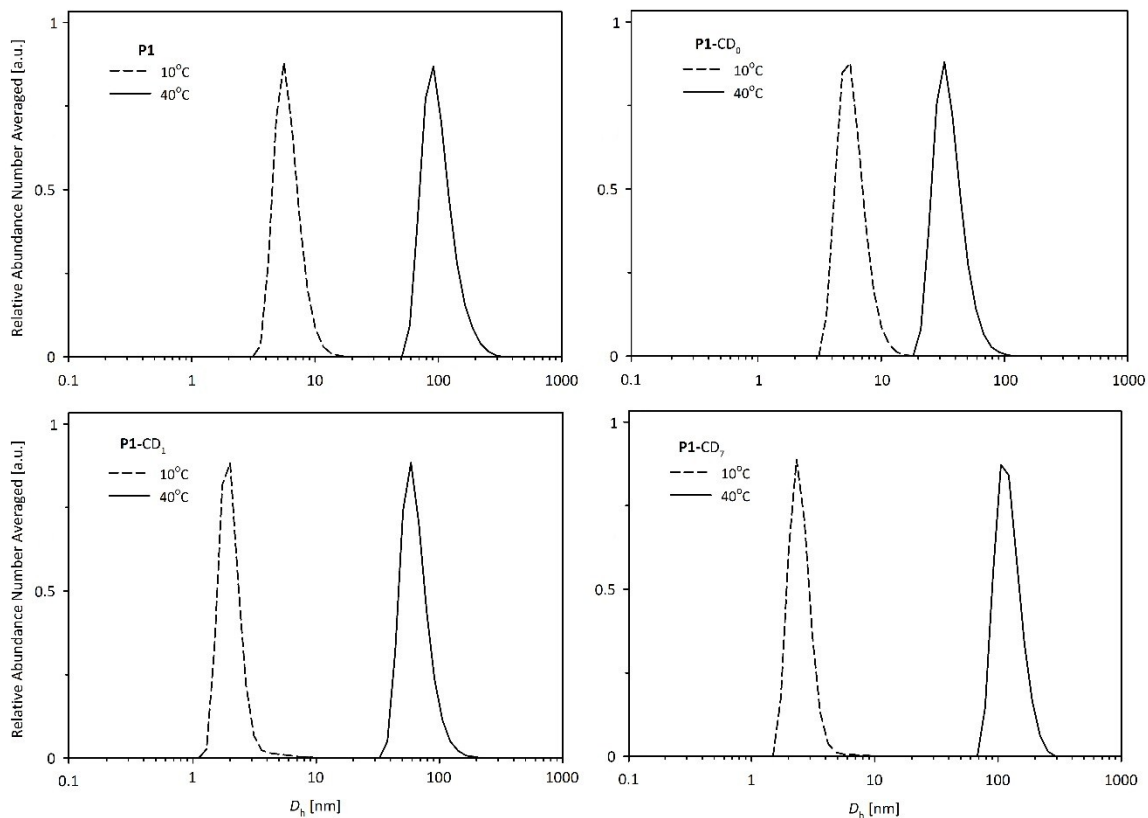 Relative Abundance Number Averaged [a.u.]
1
0.5
0
P1
10°C
40°C
0.1 1 10 100 1000
1
0.5
0
P1-CD₀
10°C
40°C
0.1 1 10 100 1000
Relative Abundance Number Averaged [a.u.]
1
0.5
0
P1-CD₁
10°C
40°C
0.1 1 10 100 1000
Dₕ [nm]
1
0.5
0
P1-CD₇
10°C
40°C
0.1 1 10 100 1000
Dₕ [nm]